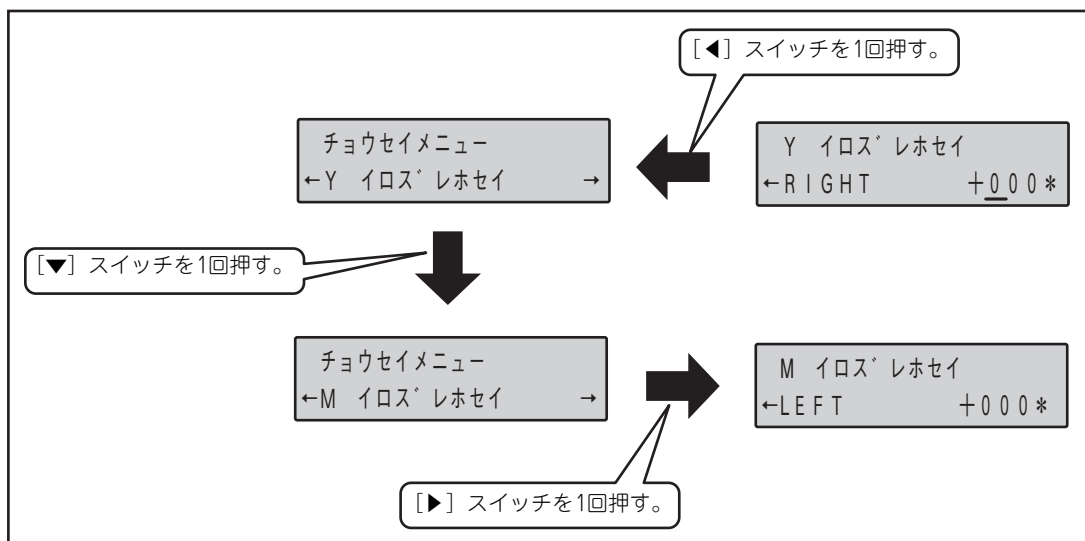 [◀] スイッチを1回押す。
チョウセイメニュー
←Y イロズレホセイ →
Y イロズレホセイ
←RIGHT +000*
[▼] スイッチを1回押す。
チョウセイメニュー
←M イロズレホセイ →
M イロズレホセイ
←LEFT +000*
[▶] スイッチを1回押す。